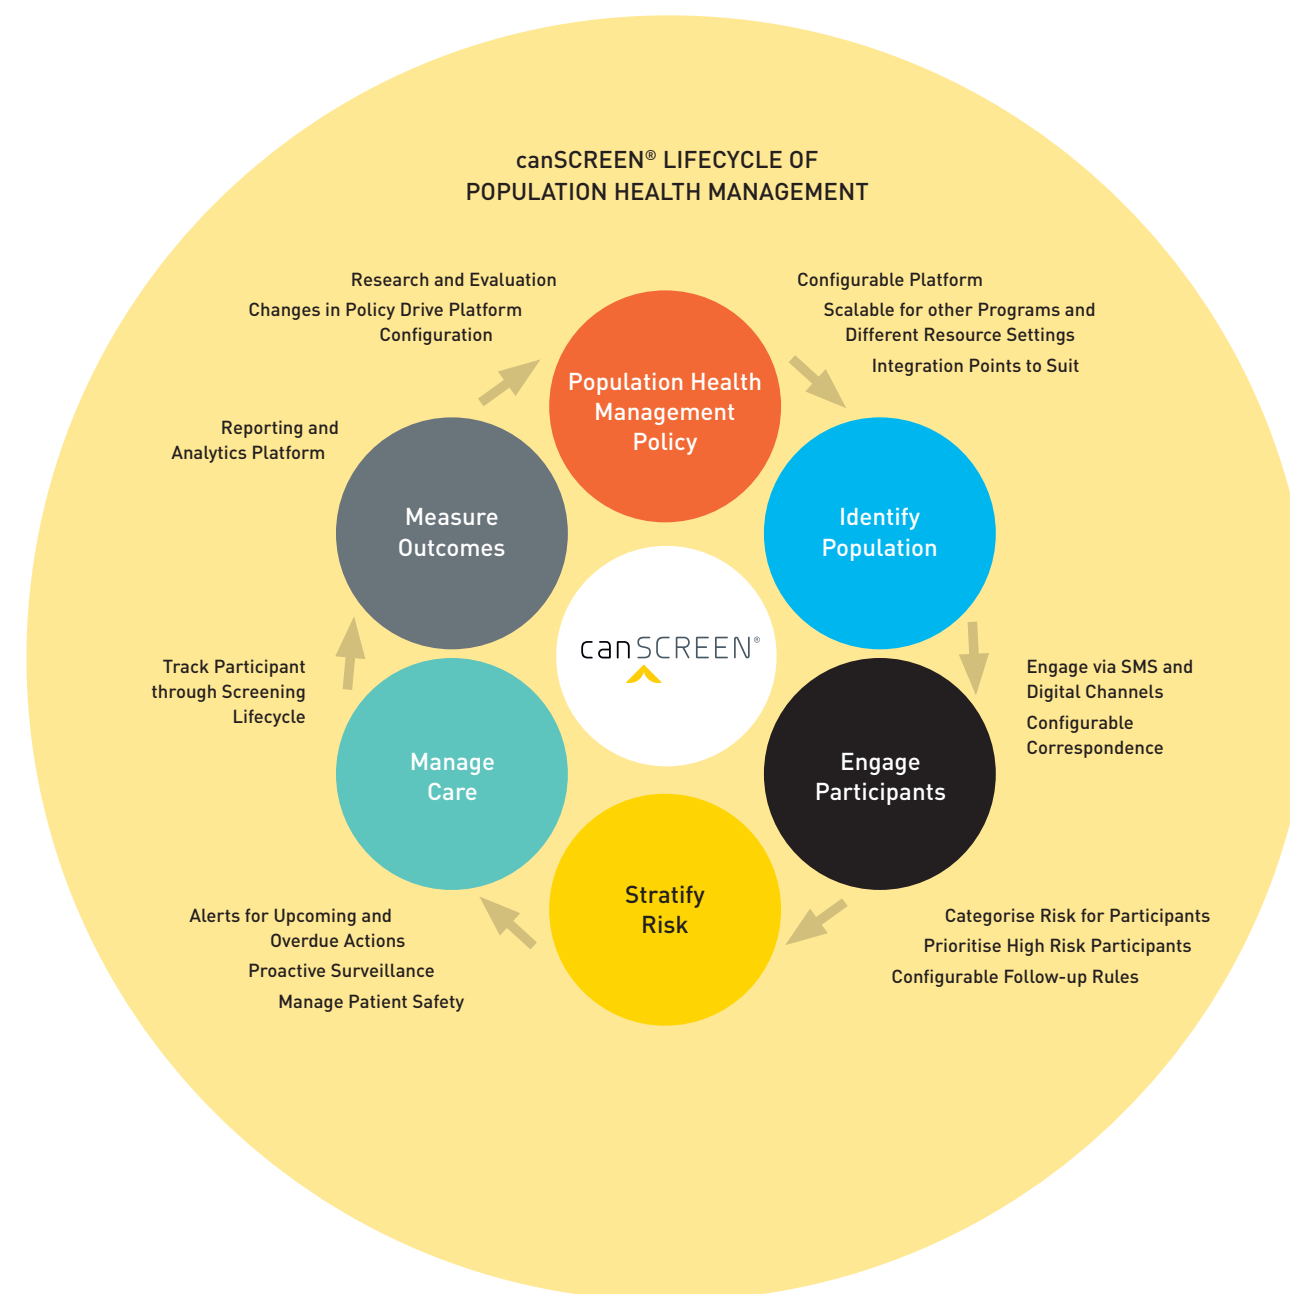 canSCREEN® LIFECYCLE OF
POPULATION HEALTH MANAGEMENT
Research and Evaluation
Changes in Policy Drive Platform
Configuration
Configurable Platform
Scalable for other Programs and
Different Resource Settings
Integration Points to Suit
Population Health
Management
Policy
Reporting and
Analytics Platform
Measure
Outcomes
Identify
Population
canSCREEN®
Track Participant
through Screening
Lifecycle
Engage via SMS and
Digital Channels
Configurable
Correspondence
Manage
Care
Engage
Participants
Stratify
Risk
Alerts for Upcoming and
Overdue Actions
Proactive Surveillance
Manage Patient Safety
Categorise Risk for Participants
Prioritise High Risk Participants
Configurable Follow-up Rules